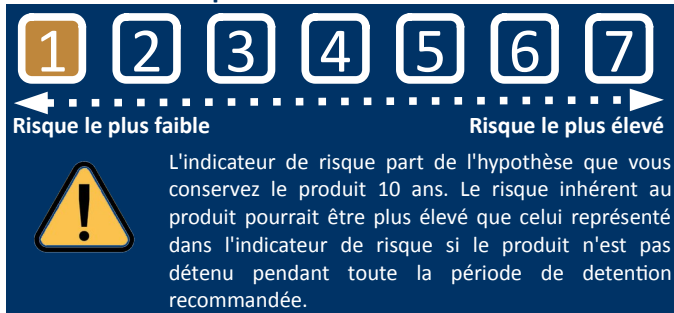 1 2 3 4 5 6 7
Risque le plus faible Risque le plus élevé
L'indicateur de risque part de l'hypothèse que vous
conservez le produit 10 ans. Le risque inhérent au
produit pourrait être plus élevé que celui représenté
dans l'indicateur de risque si le produit n'est pas
détenu pendant toute la période de detention
recommandée.